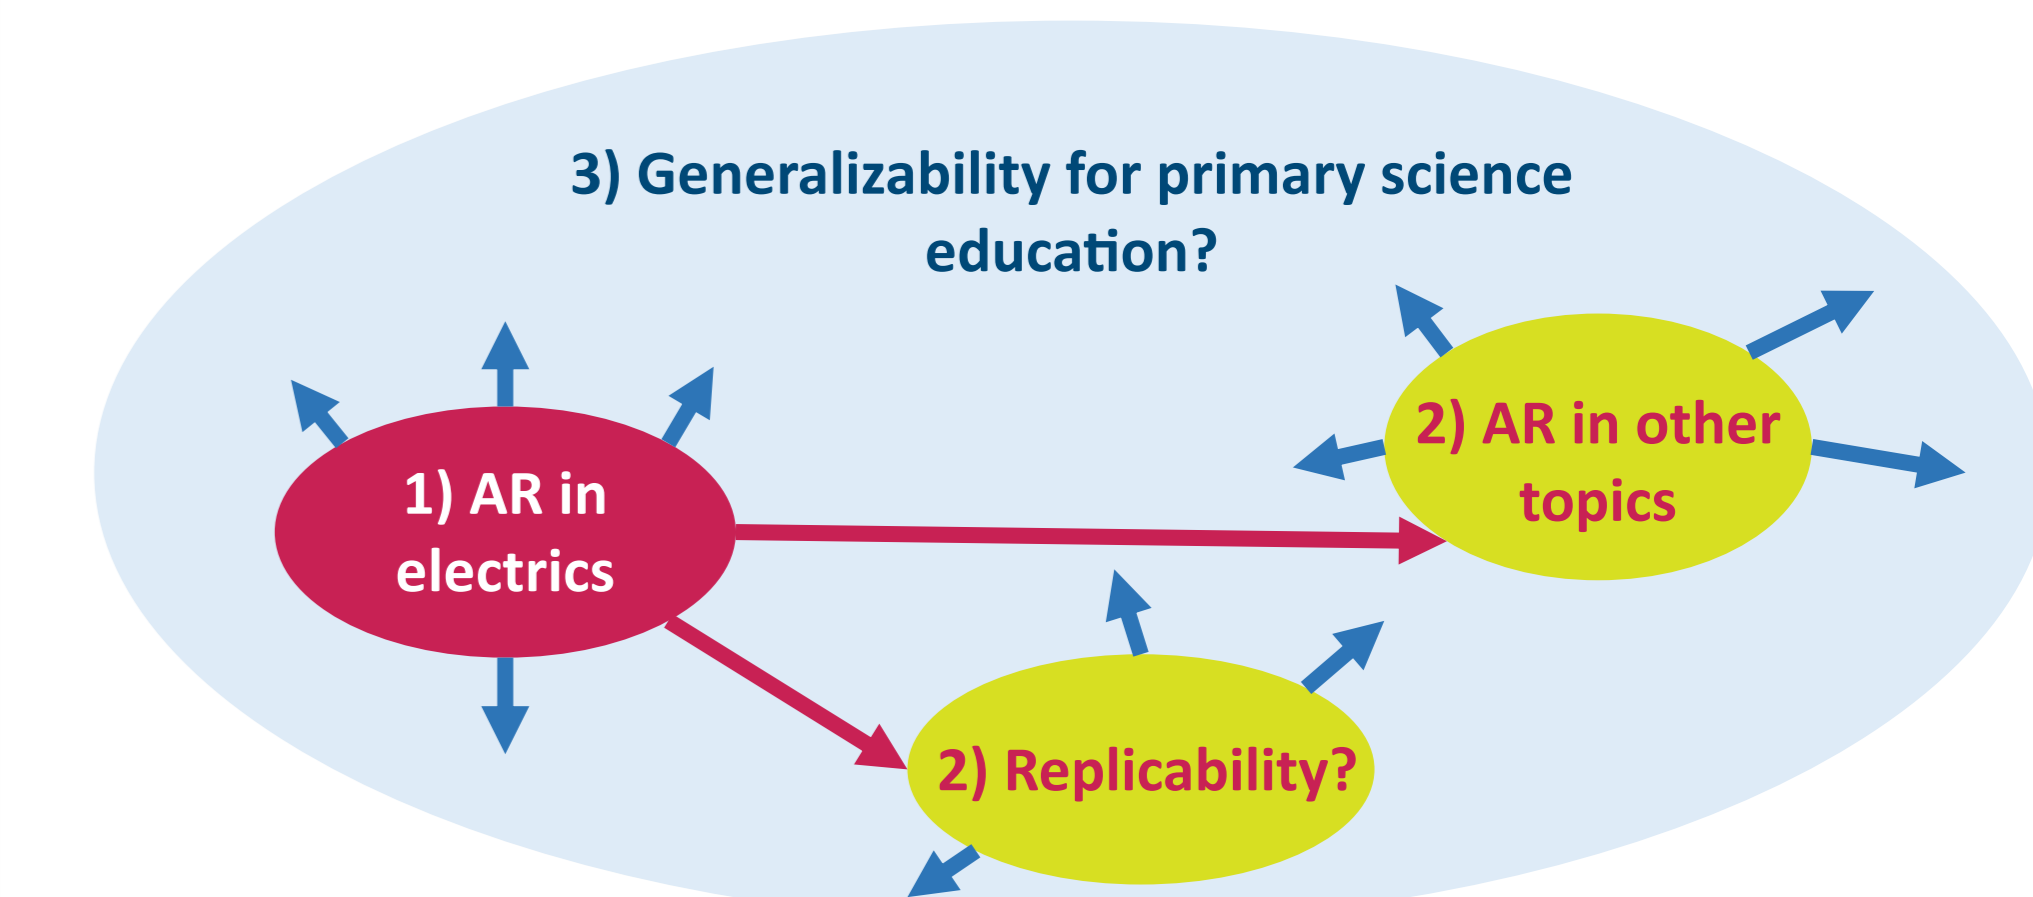 3) Generalizability for primary science
education?
1) AR in
electrics
2) AR in other
topics
2) Replicability?